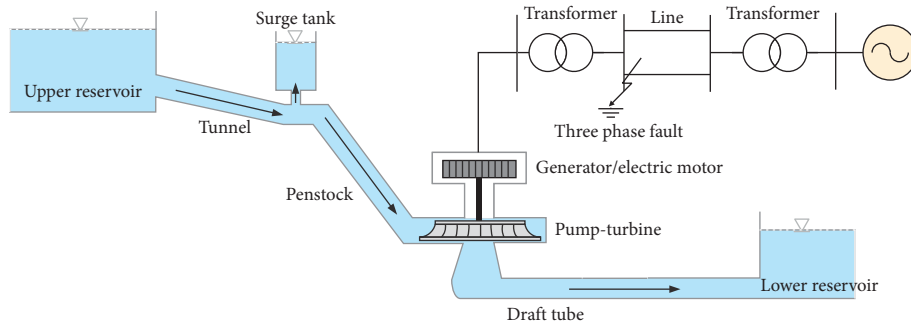 Surge tank
Transformer
Line
Transformer
Upper reservoir
Tunnel
Three phase fault
Generator/electric motor
Penstock
Pump-turbine
Lower reservoir
Draft tube